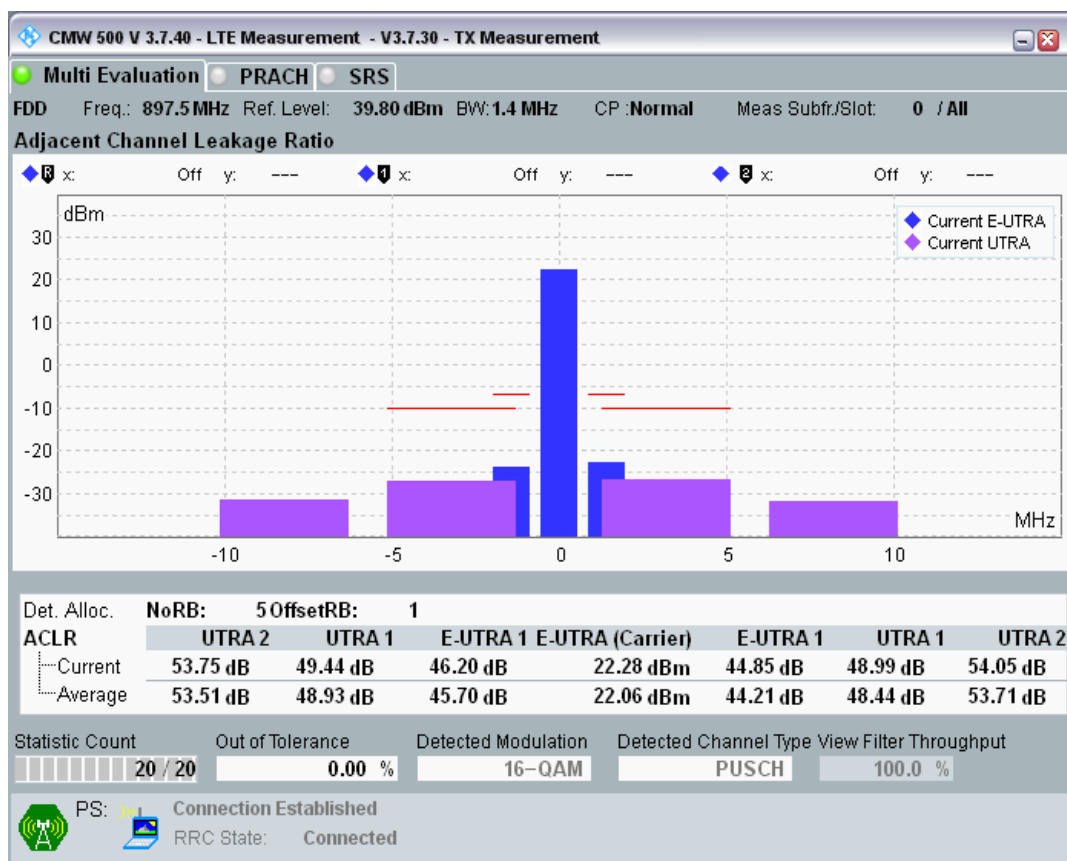 CMW 500 V 3.7.40 - LTE Measurement - V3.7.30 - TX Measurement
Multi Evaluation PRACH SRS
FDD Freq.: 897.5 MHz Ref. Level: 39.80 dBm BW: 1.4 MHz CP :Normal Meas Subfr./Slot: 0 / All
Adjacent Channel Leakage Ratio
R x: Off y: --- 1 x: Off y: --- 2 x: Off y: ---
dBm
Current E-UTRA
Current UTRA
30
20
10
0
-10
-20
-30
MHz
-10 -5 0 5 10
Det. Alloc. NoRB: 5 OffsetRB: 1
ACLR UTRA 2 UTRA 1 E-UTRA 1 E-UTRA (Carrier) E-UTRA 1 UTRA 1 UTRA 2
Current 53.75 dB 49.44 dB 46.20 dB 22.28 dBm 44.85 dB 48.99 dB 54.05 dB
Average 53.51 dB 48.93 dB 45.70 dB 22.06 dBm 44.21 dB 48.44 dB 53.71 dB
Statistic Count Out of Tolerance Detected Modulation Detected Channel Type View Filter Throughput
20 / 20 0.00 % 16-QAM PUSCH 100.0 %
PS: Connection Established
RRC State: Connected